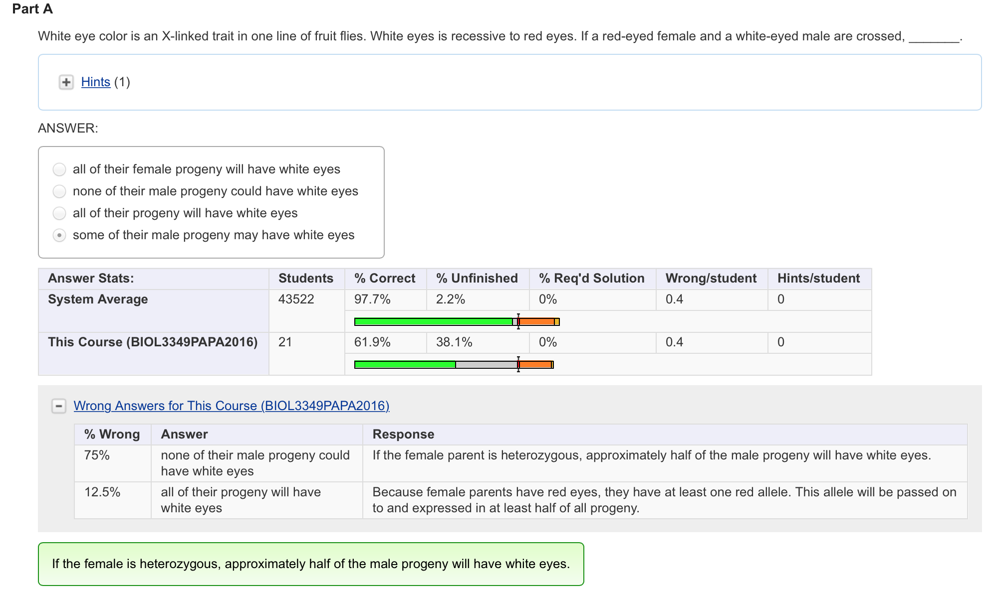 Part A
White eye color is an X-linked trait in one line of fruit flies. White eyes is recessive to red eyes. If a red-eyed female and a white-eyed male are crossed, _______.
Hints (1)
ANSWER:
all of their female progeny will have white eyes
none of their male progeny could have white eyes
all of their progeny will have white eyes
some of their male progeny may have white eyes
Answer Stats: Students % Correct % Unfinished % Req'd Solution Wrong/student Hints/student
System Average 43522 97.7% 2.2% 0% 0.4 0
This Course (BIOL3349PAPA2016) 21 61.9% 38.1% 0% 0.4 0
Wrong Answers for This Course (BIOL3349PAPA2016)
% Wrong Answer Response
75% none of their male progeny could If the female parent is heterozygous, approximately half of the male progeny will have white eyes.
have white eyes
12.5% all of their progeny will have Because female parents have red eyes, they have at least one red allele. This allele will be passed on
white eyes to and expressed in at least half of all progeny.
If the female is heterozygous, approximately half of the male progeny will have white eyes.